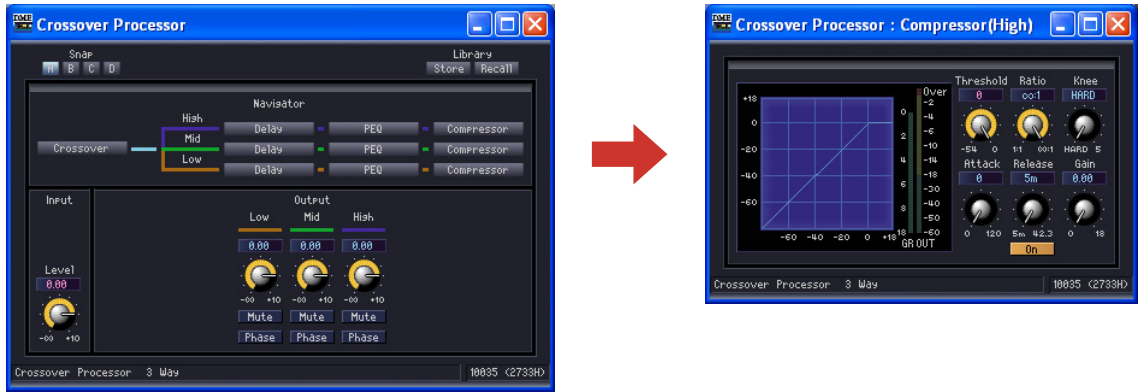 DME Crossover Processor
Snap
Library
A B C D
Store Recall
Navigator
High
Delay PEQ Compressor
Mid
Crossover
Delay PEQ Compressor
Low
Delay PEQ Compressor
Input
Output
Low Mid High
0.00 0.00 0.00
Level
0.00
-∞ +10 -∞ +10 -∞ +10
Mute Mute Mute
-∞ +10
Phase Phase Phase
Crossover Processor 3 Way
10035 (2733H)
DME Crossover Processor : Compressor(High)
Threshold Ratio Knee
0 ∞:1 HARD
-54 0 1:1 ∞:1 HARD 5
Attack Release Gain
0 5m 0.00
0 120 5m 42.3 0 18
On
+18
0
-20
-40
-60
-60 -40 -20 0 +18
Over
0 -2
-4
2 -6
-10
4 -14
-18
6 -30
-40
8 -50
18 -60
GR OUT
Crossover Processor 3 Way
10035 (2733H)